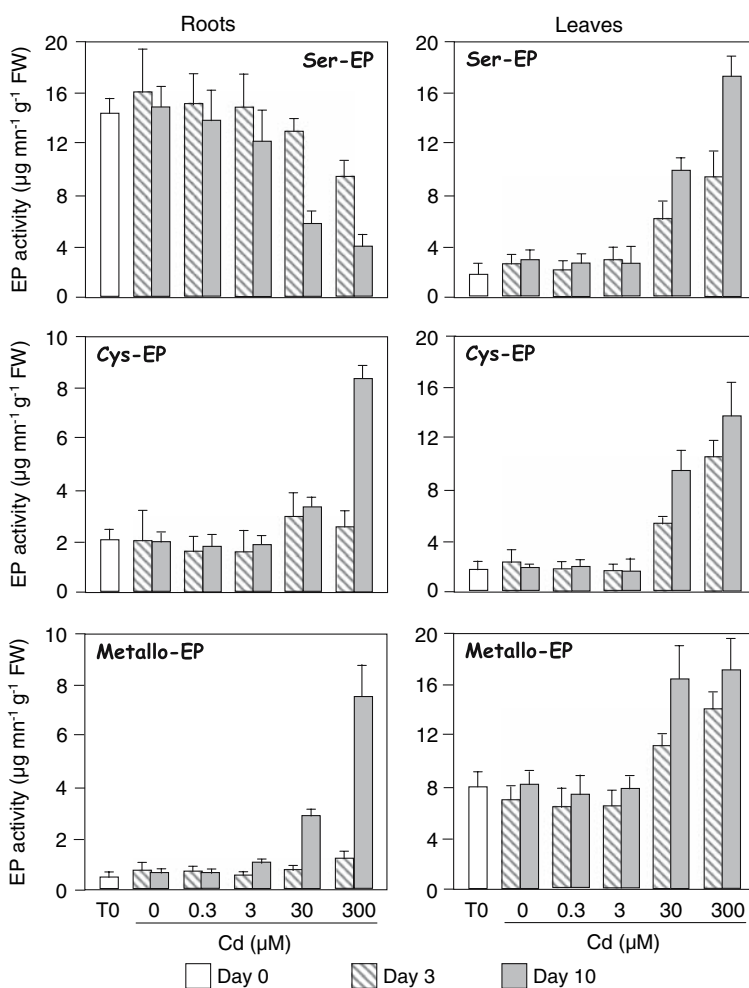 Roots
Leaves
EP activity (µg mn⁻¹ g⁻¹ FW)
20
16
12
8
4
0
Ser-EP
20
16
12
8
4
0
Ser-EP
EP activity (µg mn⁻¹ g⁻¹ FW)
10
8
6
4
2
0
Cys-EP
20
16
12
8
4
0
Cys-EP
EP activity (µg mn⁻¹ g⁻¹ FW)
10
8
6
4
2
0
Metallo-EP
20
16
12
8
4
0
Metallo-EP
T0 0 0.3 3 30 300
Cd (µM)
T0 0 0.3 3 30 300
Cd (µM)
Day 0 Day 3 Day 10